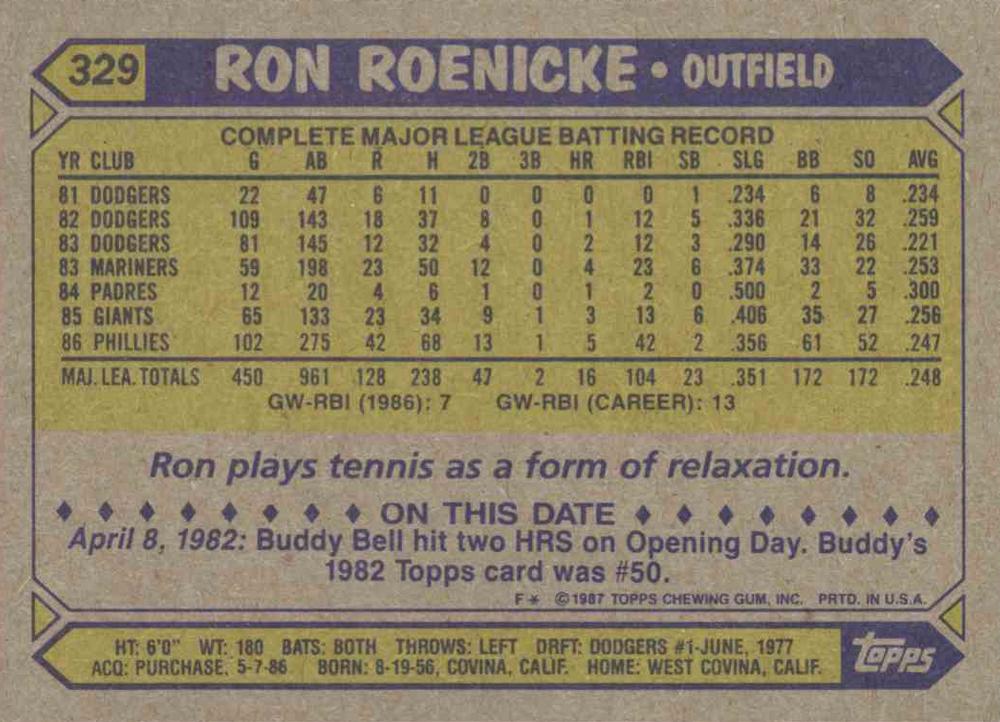 329 RON ROENICKE • OUTFIELD
COMPLETE MAJOR LEAGUE BATTING RECORD
YR CLUB G AB R H 2B 3B HR RBI SB SLG BB SO AVG
81 DODGERS 22 47 6 11 0 0 0 0 1 .234 6 8 .234
82 DODGERS 109 143 18 37 8 0 1 12 5 .336 21 32 .259
83 DODGERS 81 145 12 32 4 0 2 12 3 .290 14 26 .221
83 MARINERS 59 198 23 50 12 0 4 23 6 .374 33 22 .253
84 PADRES 12 20 4 6 1 0 1 2 0 .500 2 5 .300
85 GIANTS 65 133 23 34 9 1 3 13 6 .406 35 27 .256
86 PHILLIES 102 275 42 68 13 1 5 42 2 .356 61 52 .247
MAJ. LEA. TOTALS 450 961 128 238 47 2 16 104 23 .351 172 172 .248
GW-RBI (1986): 7 GW-RBI (CAREER): 13
Ron plays tennis as a form of relaxation.
ON THIS DATE
April 8, 1982: Buddy Bell hit two HRS on Opening Day. Buddy's
1982 Topps card was #50.
F* ©1987 TOPPS CHEWING GUM, INC. PRTD. IN U.S.A.
HT: 6'0" WT: 180 BATS: BOTH THROWS: LEFT DRFT: DODGERS #1-JUNE, 1977
ACQ: PURCHASE, 5-7-86 BORN: 8-19-56, COVINA, CALIF. HOME: WEST COVINA, CALIF.
Topps